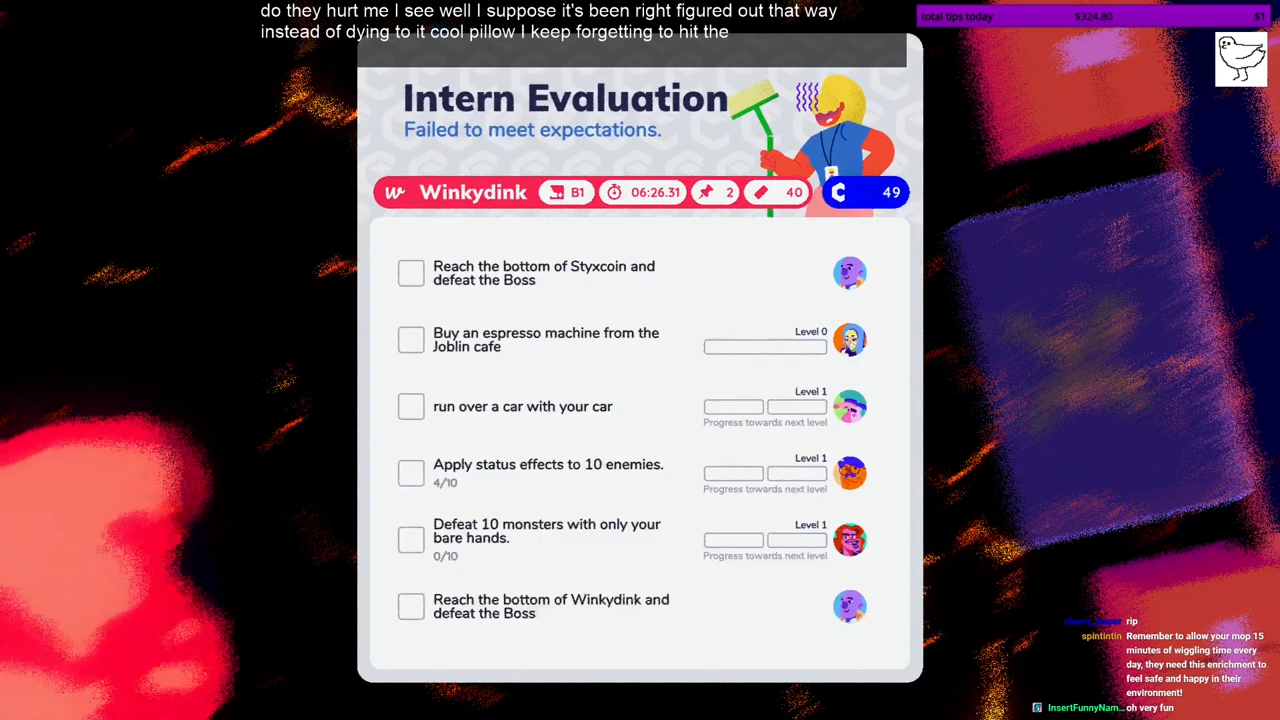 do they hurt me I see well I suppose it's been right figured out that way
instead of dying to it cool pillow I keep forgetting to hit the
total tips today $324.80 $1
Intern Evaluation
Failed to meet expectations.
Winkydink B1 06:26.31 2 40 49
Reach the bottom of Styxcoin and
defeat the Boss
Buy an espresso machine from the
Joblin cafe
Level 0
run over a car with your car
Level 1
Progress towards next level
Apply status effects to 10 enemies.
4/10
Level 1
Progress towards next level
Defeat 10 monsters with only your
bare hands.
0/10
Level 1
Progress towards next level
Reach the bottom of Winkydink and
defeat the Boss
rip
spintintin Remember to allow your mop 15
minutes of wiggling time every
day, they need this enrichment to
feel safe and happy in their
environment!
InsertFunnyNam... oh very fun